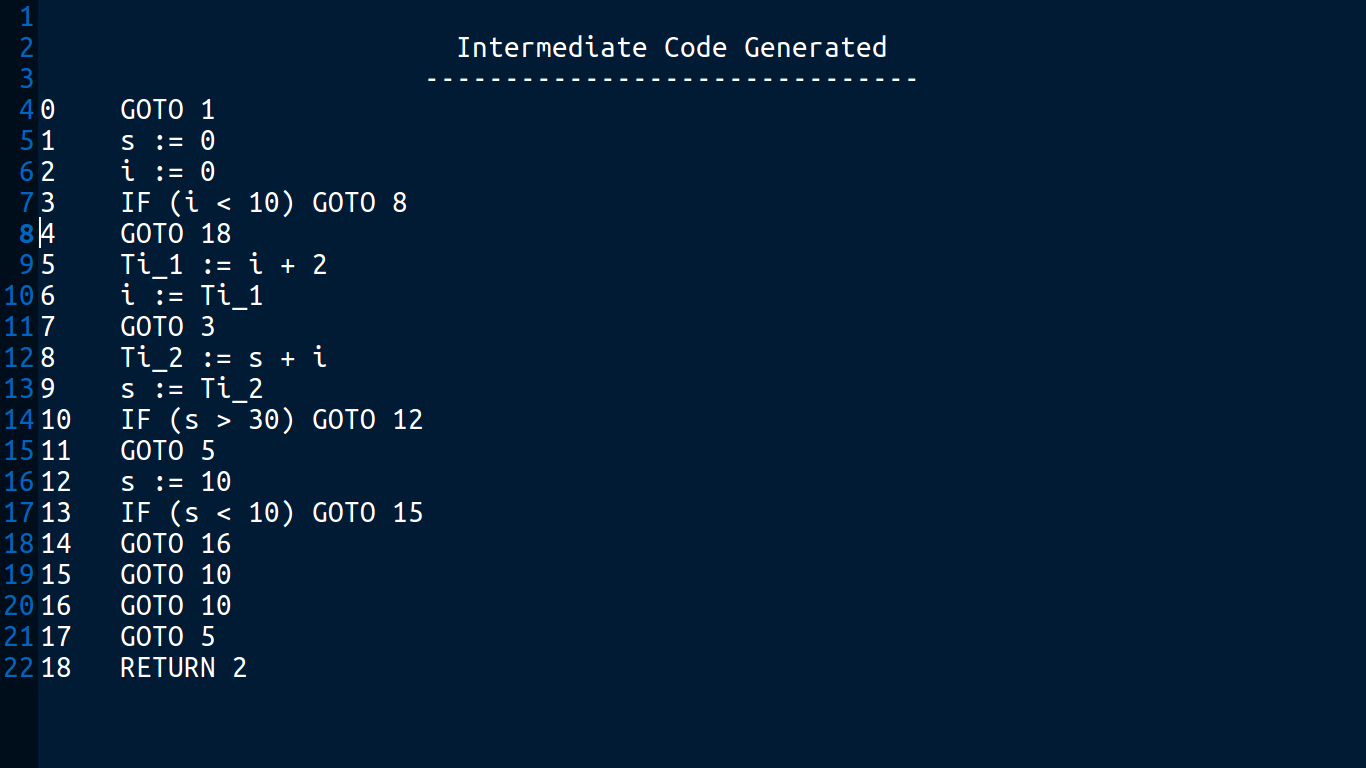 1
2 Intermediate Code Generated
3 -------------------------------
4 0 GOTO 1
5 1 s := 0
6 2 i := 0
7 3 IF (i < 10) GOTO 8
8 4 GOTO 18
9 5 Ti_1 := i + 2
10 6 i := Ti_1
11 7 GOTO 3
12 8 Ti_2 := s + i
13 9 s := Ti_2
14 10 IF (s > 30) GOTO 12
15 11 GOTO 5
16 12 s := 10
17 13 IF (s < 10) GOTO 15
18 14 GOTO 16
19 15 GOTO 10
20 16 GOTO 10
21 17 GOTO 5
22 18 RETURN 2